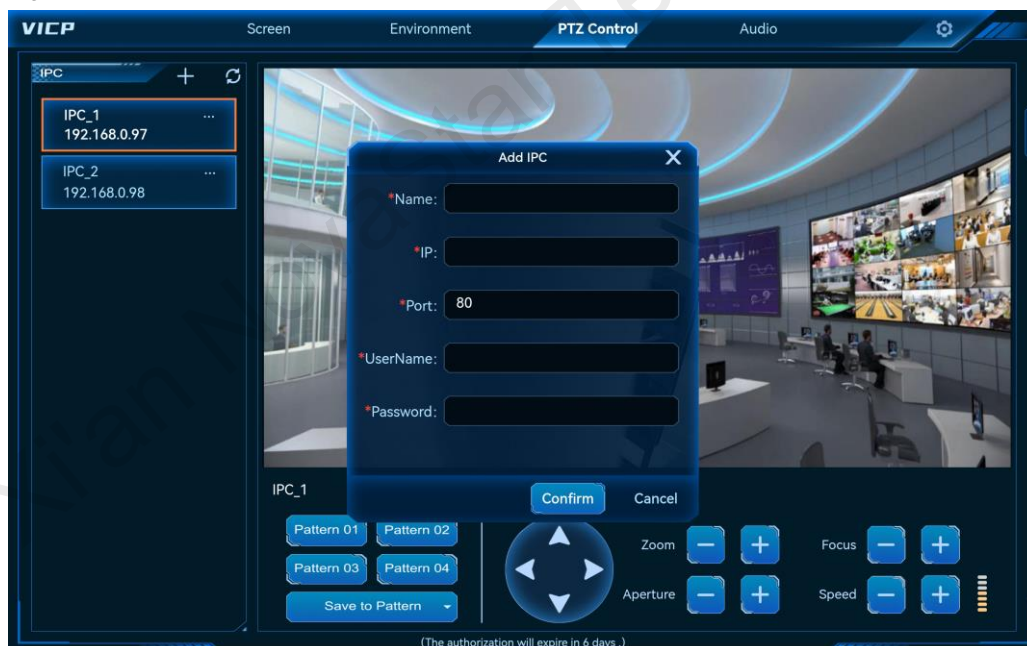 VICP
Screen
Environment
PTZ Control
Audio
IPC
IPC_1 ...
192.168.0.97
IPC_2 ...
192.168.0.98
Add IPC X
*Name:
*IP:
*Port: 80
*UserName:
*Password:
Confirm Cancel
IPC_1
Pattern 01 Pattern 02
Pattern 03 Pattern 04
Save to Pattern
Zoom - +
Focus - +
Aperture - +
Speed - +
(The authorization will expire in 6 days .)